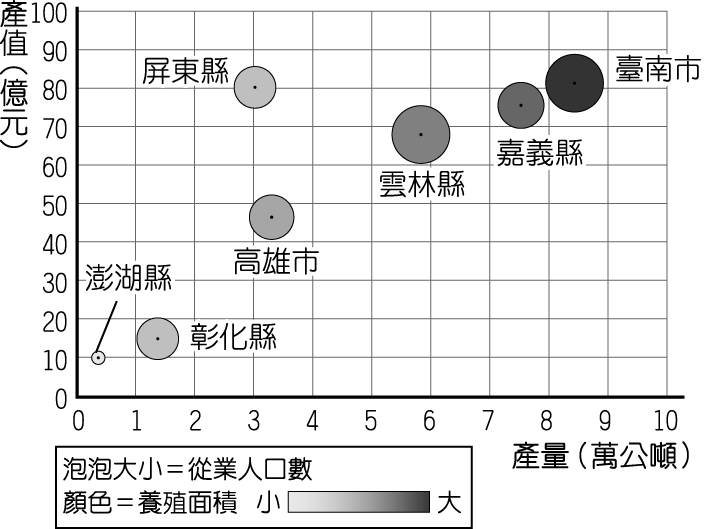 產值（億元）
100
90
80
70
60
50
40
30
20
10
0
屏東縣
臺南市
嘉義縣
雲林縣
高雄市
澎湖縣
彰化縣
0 1 2 3 4 5 6 7 8 9 10
產量（萬公噸）
泡泡大小＝從業人口數
顏色＝養殖面積 小 大